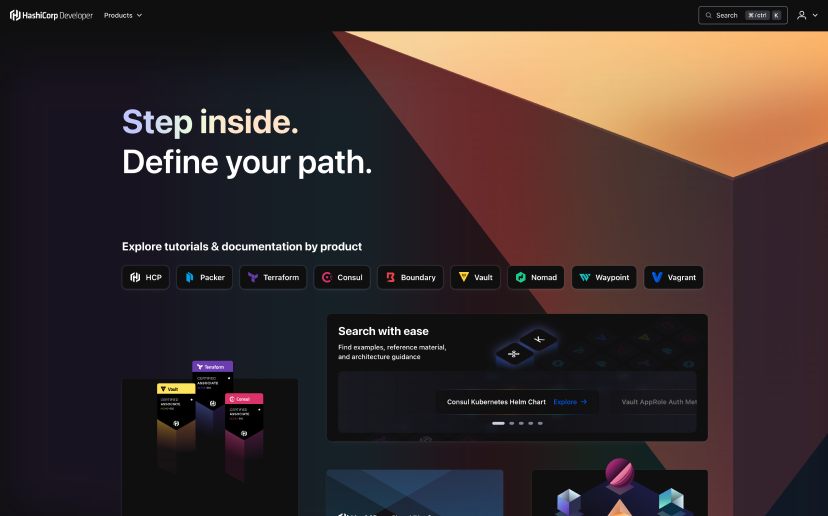 HashiCorp Developer
Products
Search
⌘/ctrl
K
Step inside.
Define your path.
Explore tutorials & documentation by product
HCP
Packer
Terraform
Consul
Boundary
Vault
Nomad
Waypoint
Vagrant
Search with ease
Find examples, reference material,
and architecture guidance
Consul Kubernetes Helm Chart
Explore →
Vault AppRole Auth Met
Terraform
CERTIFIED
ASSOCIATE
Vault
CERTIFIED
ASSOCIATE
Consul
CERTIFIED
ASSOCIATE